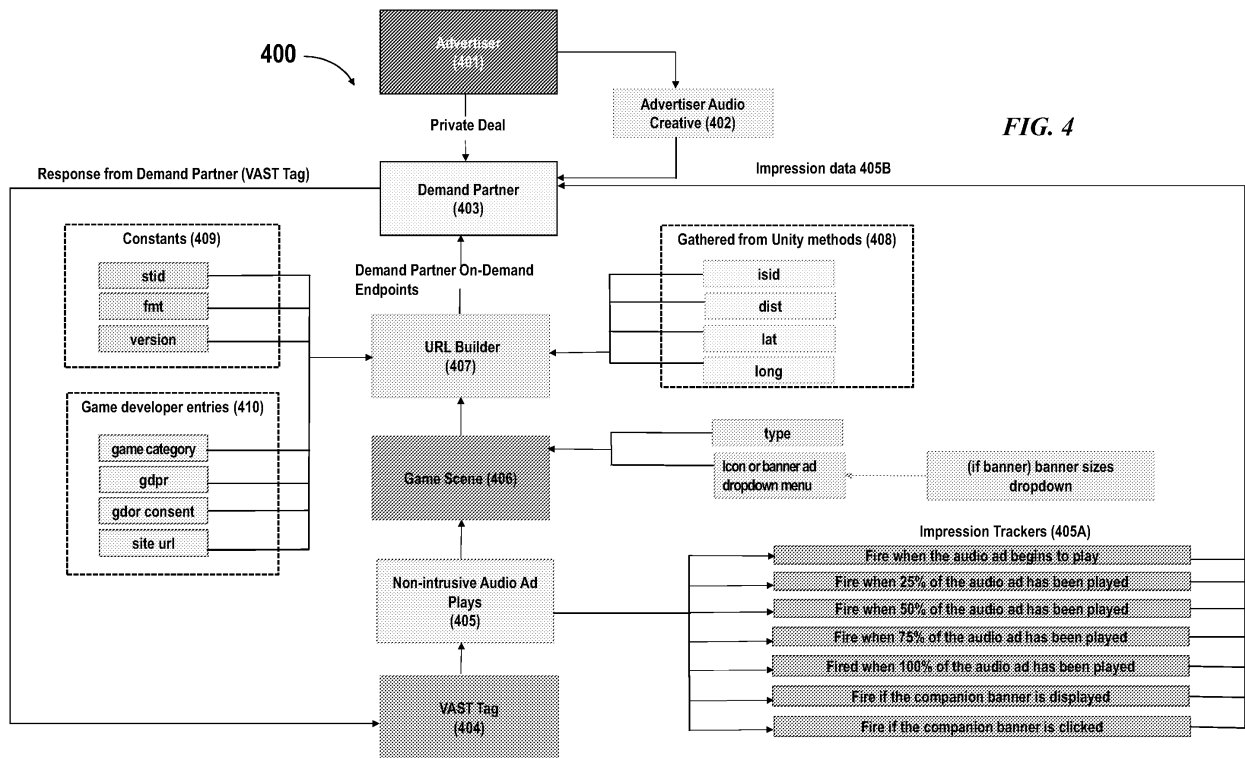 400
FIG. 4
Advertiser
(401)
Advertiser Audio
Creative (402)
Private Deal
Response from Demand Partner (VAST Tag)
Impression data 405B
Demand Partner
(403)
Constants (409)
stid
fmt
version
Demand Partner On-Demand
Endpoints
Gathered from Unity methods (408)
isid
dist
lat
long
URL Builder
(407)
Game developer entries (410)
game category
gdpr
gdor consent
site url
Game Scene (406)
type
Icon or banner ad
dropdown menu
(if banner) banner sizes
dropdown
Non-intrusive Audio Ad
Plays
(405)
Impression Trackers (405A)
Fire when the audio ad begins to play
Fire when 25% of the audio ad has been played
Fire when 50% of the audio ad has been played
Fire when 75% of the audio ad has been played
Fired when 100% of the audio ad has been played
Fire if the companion banner is displayed
Fire if the companion banner is clicked
VAST Tag
(404)